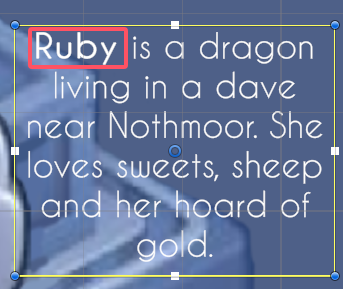 Ruby is a dragon
living in a dave
near Nothmoor. She
loves sweets, sheep
and her hoard of
gold.